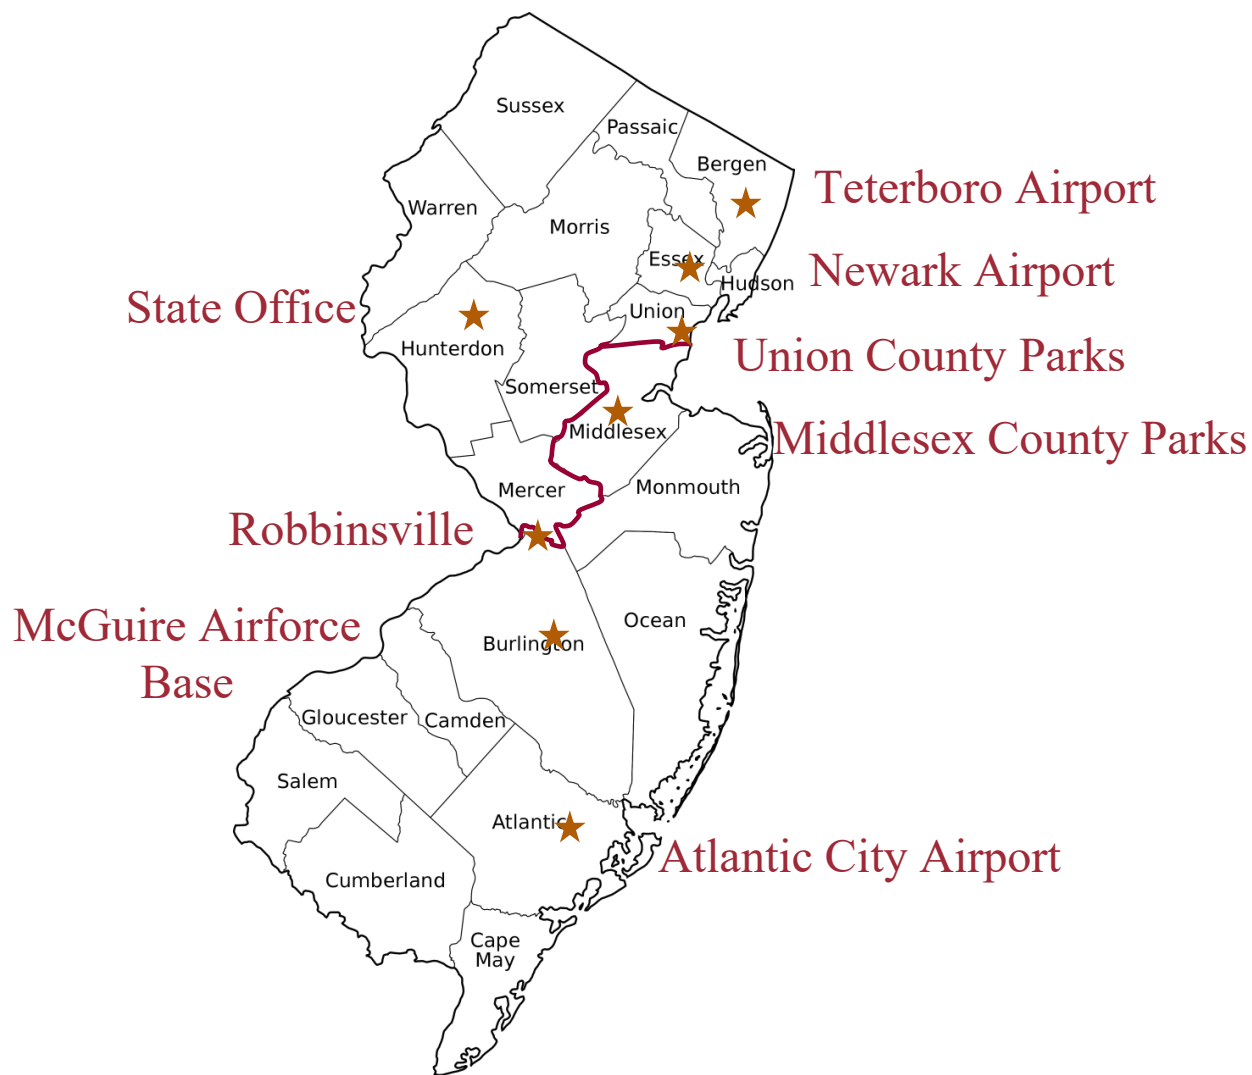 Sussex
Passaic
Bergen
Teterboro Airport
Warren
Morris
Essex
Newark Airport
Hudson
State Office
Union
Hunterdon
Union County Parks
Somerset
Middlesex
Middlesex County Parks
Mercer
Monmouth
Robbinsville
McGuire Airforce
Base
Ocean
Burlington
Gloucester
Camden
Salem
Atlantic
Atlantic City Airport
Cumberland
Cape
May